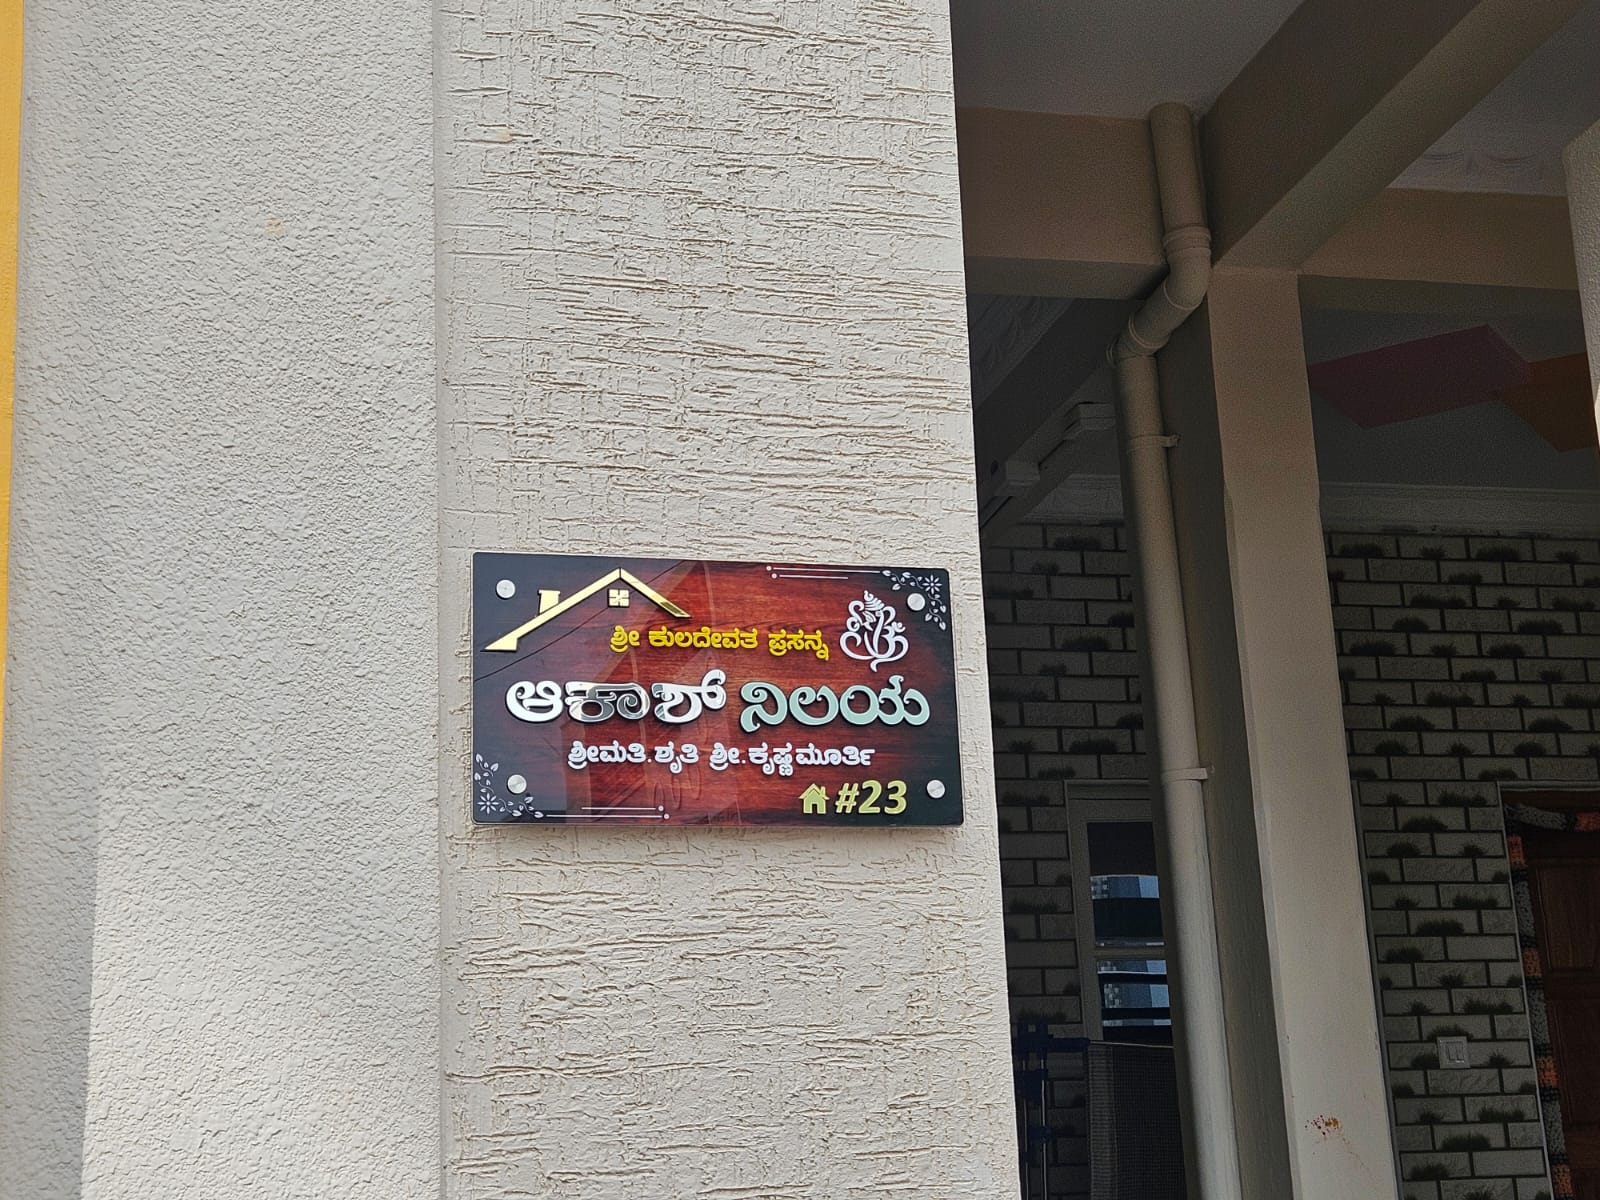 ಶ್ರೀ ಕುಲದೇವತ ಪ್ರಸನ್ನ
ಆಕಾಶ್ ನಿಲಯ
ಶ್ರೀಮತಿ.ಶೃತಿ ಶ್ರೀ.ಕೃಷ್ಣಮೂರ್ತಿ
#23